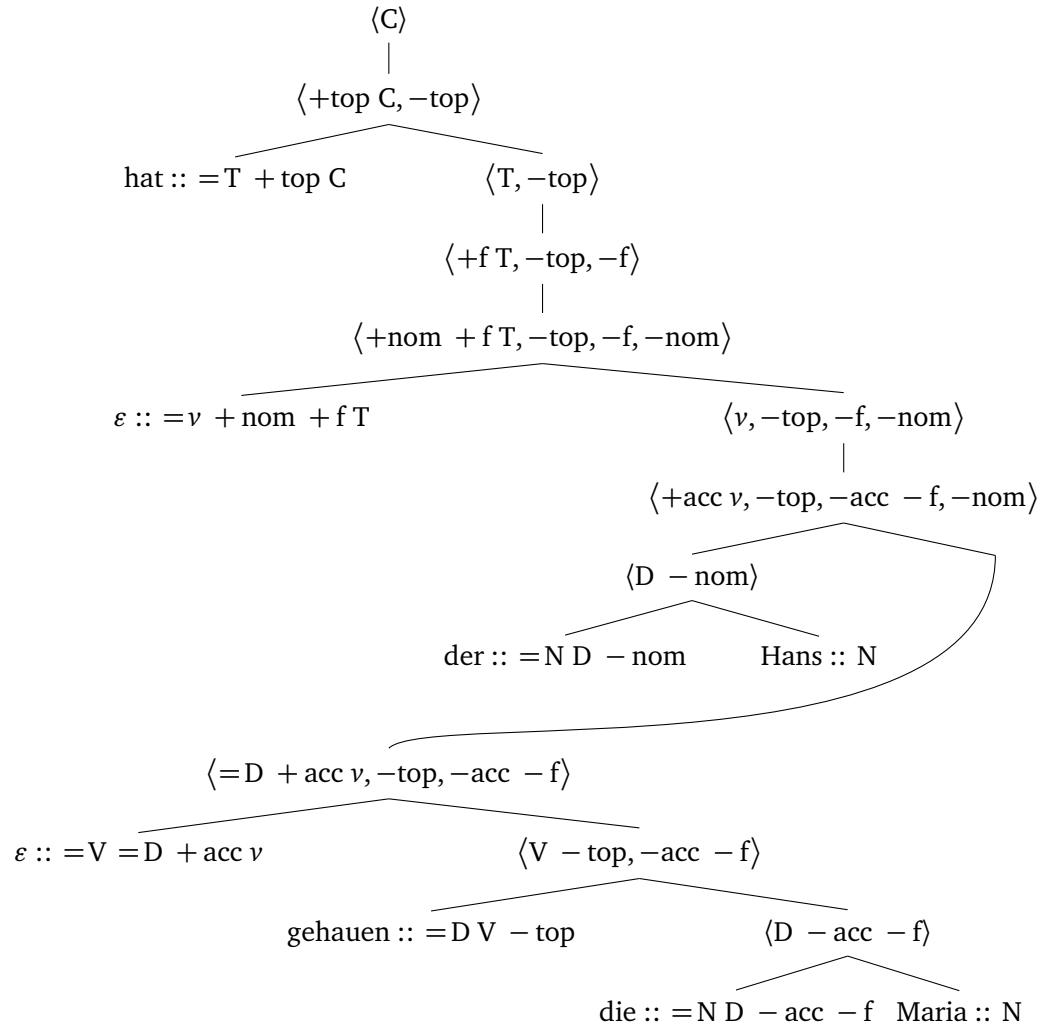 ⟨C⟩
⟨+top C, −top⟩
hat :: =T +top C ⟨T, −top⟩
⟨+f T, −top, −f⟩
⟨+nom +f T, −top, −f, −nom⟩
ε :: =v +nom +f T ⟨v, −top, −f, −nom⟩
⟨+acc v, −top, −acc −f, −nom⟩
⟨D −nom⟩
der :: =N D −nom Hans :: N
⟨=D +acc v, −top, −acc −f⟩
ε :: =V =D +acc v ⟨V −top, −acc −f⟩
gehauen :: =D V −top ⟨D −acc −f⟩
die :: =N D −acc −f Maria :: N